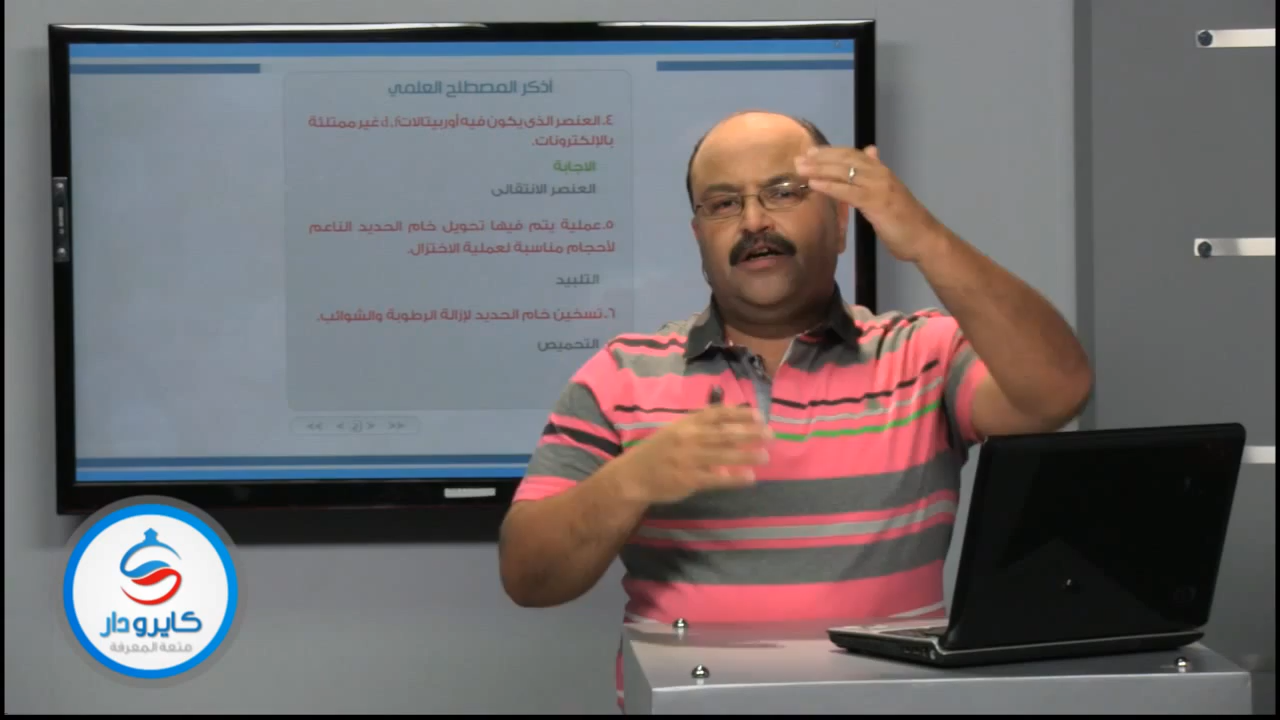 أذكر المصطلح العلمي
٤.العنصر الذى يكون فيه أوربيتالات d,f غير ممتلئة
بالإلكترونات.
الاجابة
العنصر الانتقالى
٥.عملية يتم فيها تحويل خام الحديد الناعم
لأحجام مناسبة لعملية الاختزال.
التلبيد
٦.تسخين خام الحديد لإزالة الرطوبة والشوائب.
التحميص
كايرو دار
متعة المعرفة